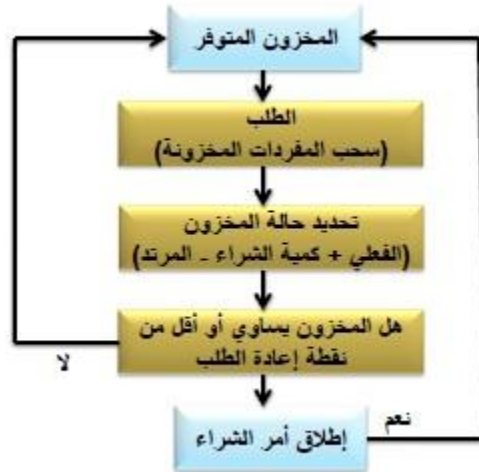 المخزون المتوفر
الطلب
(سحب المفردات المخزونة)
تحديد حالة المخزون
(الفعلي + كمية الشراء - المرتد)
هل المخزون يساوي أو أقل من
نقطة إعادة الطلب
لا
نعم
إطلاق أمر الشراء